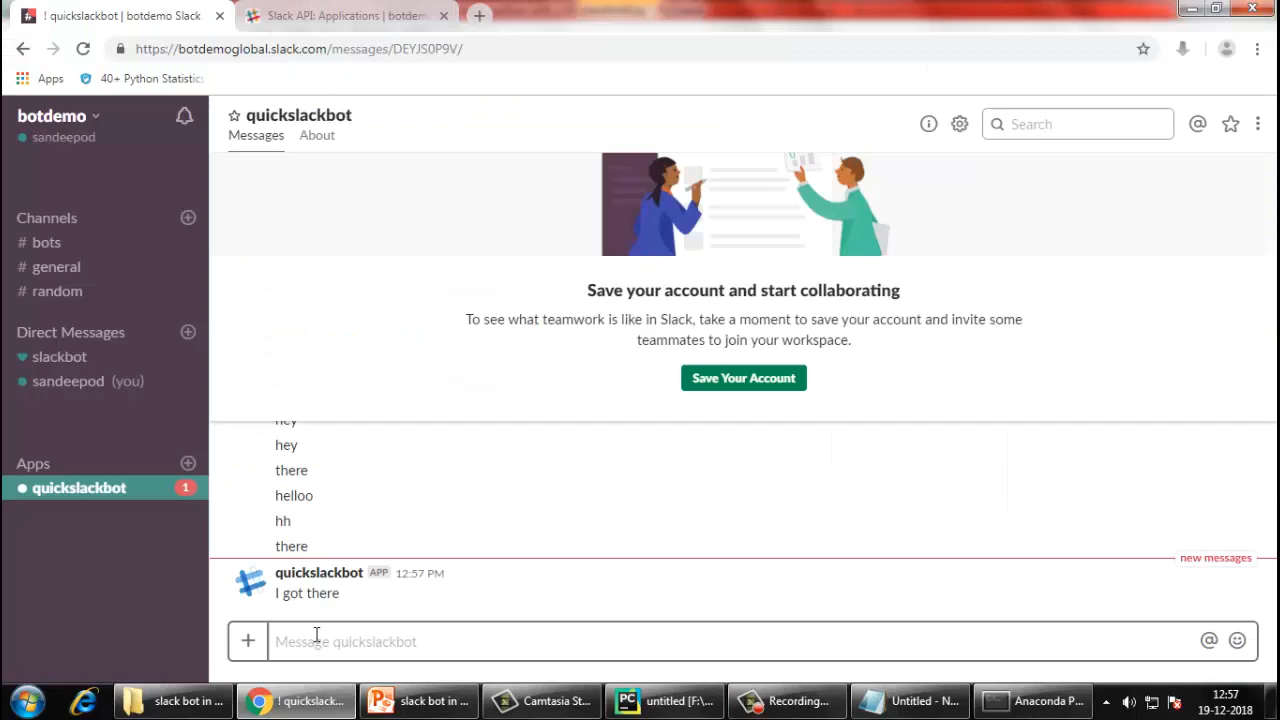 ! quickslackbot | botdemo Slack
Slack API: Applications | botdemo
https://botdemoglobal.slack.com/messages/DEYJS0P9V/
Apps
40+ Python Statistics
botdemo
sandeepod
quickslackbot
Messages
About
Search
Channels
# bots
# general
# random
Direct Messages
slackbot
sandeepod (you)
Apps
quickslackbot
1
Save your account and start collaborating
To see what teamwork is like in Slack, take a moment to save your account and invite some
teammates to join your workspace.
Save Your Account
hey
hey
there
helloo
hh
there
new messages
quickslackbot APP 12:57 PM
I got there
Message quickslackbot
slack bot in ...
! quickslack...
slack bot in ...
Camtasia St...
untitled [F:\...
Recording...
Untitled - N...
Anaconda P...
12:57
19-12-2018